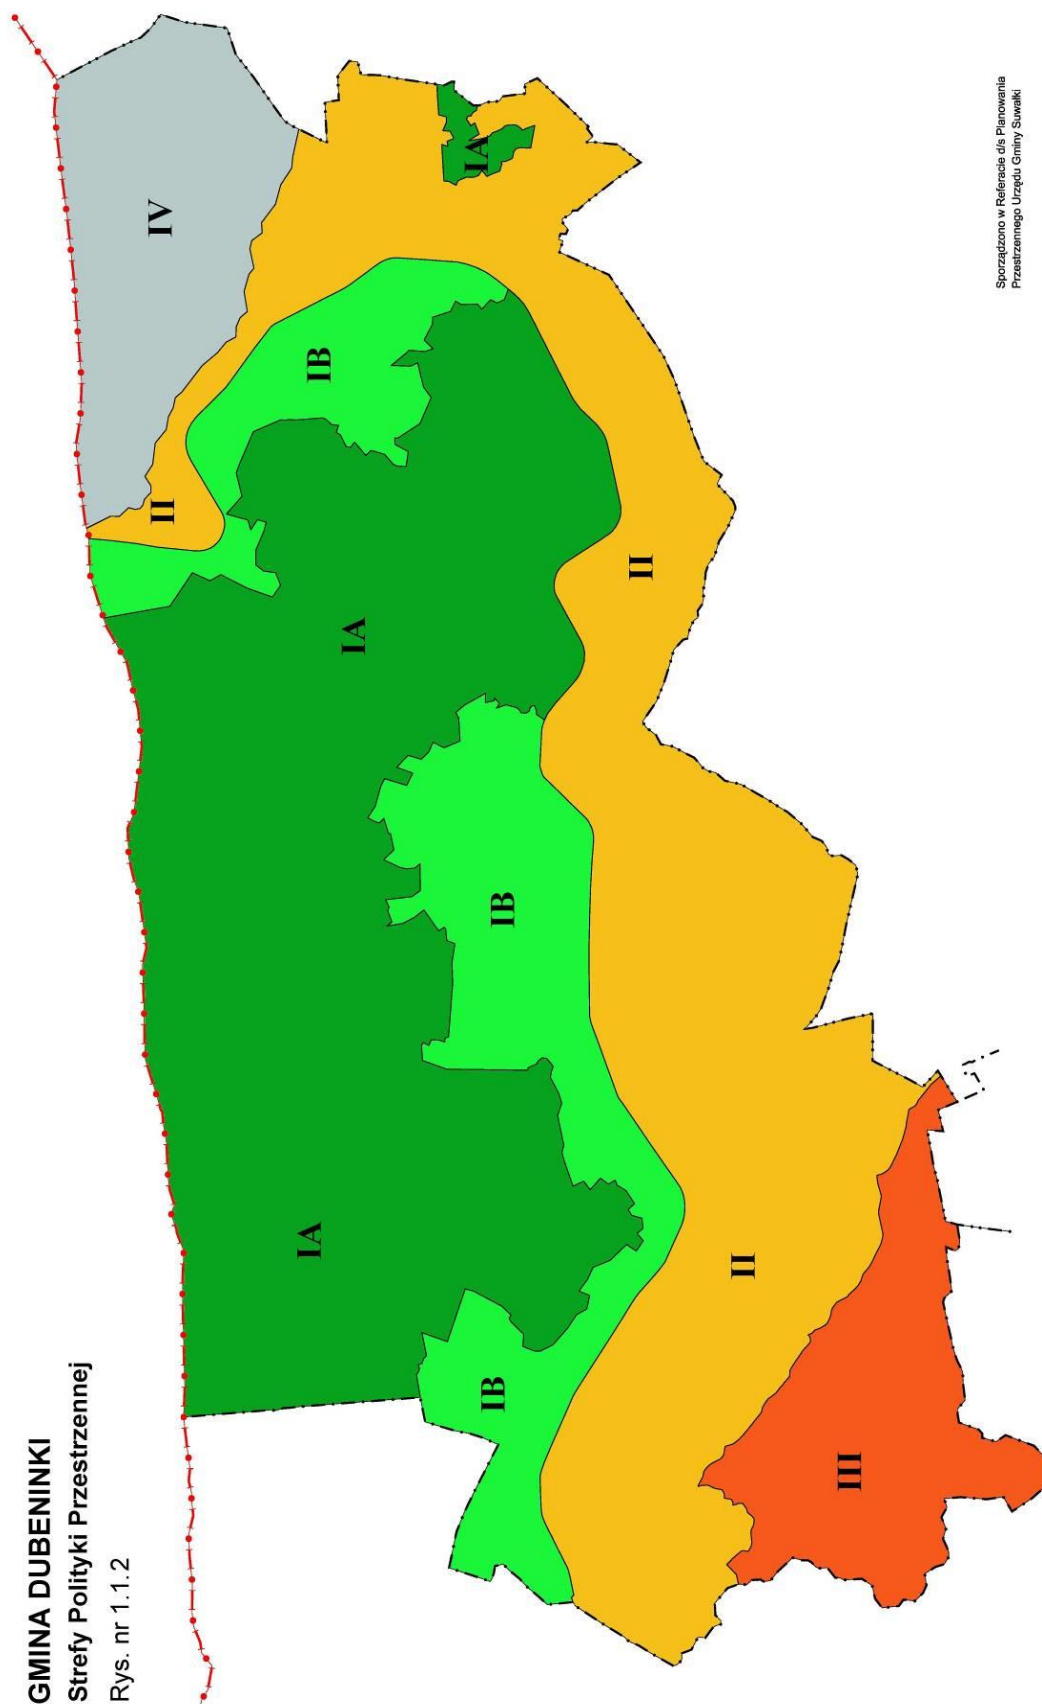 GMINA DUBENINKI
Strefy Polityki Przestrzennej
Rys. nr 1.1.2
IA
IB
IB
IA
IB
II
IV
II
II
III
IA
Sporządzono w Referacie d/s Planowania
Przestrzennego Urzędu Gminy Suwałki